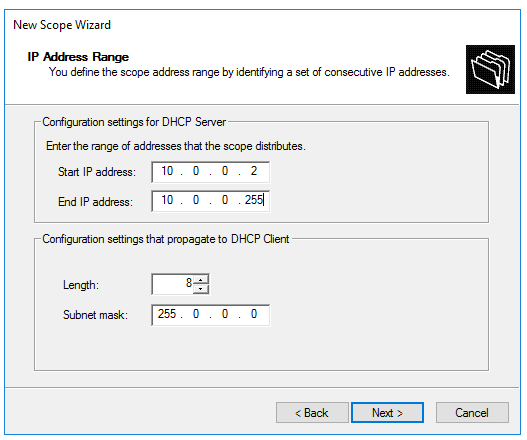 New Scope Wizard
IP Address Range
You define the scope address range by identifying a set of consecutive IP addresses.
Configuration settings for DHCP Server
Enter the range of addresses that the scope distributes.
Start IP address: 10 . 0 . 0 . 2
End IP address: 10 . 0 . 0 . 255
Configuration settings that propagate to DHCP Client
Length: 8
Subnet mask: 255 . 0 . 0 . 0
< Back Next > Cancel